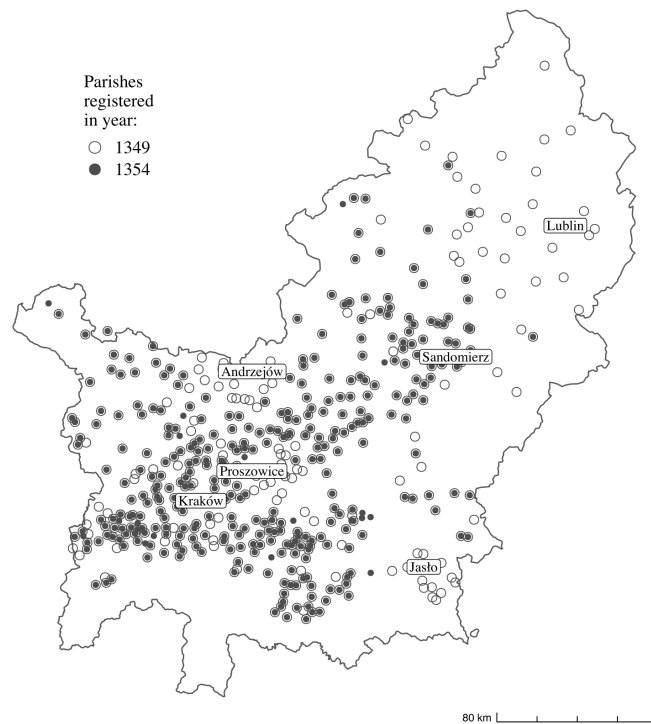 Parishes
registered
in year:
1349
1354
Lublin
Sandomierz
Andrzejów
Proszowice
Kraków
Jasło
80 km